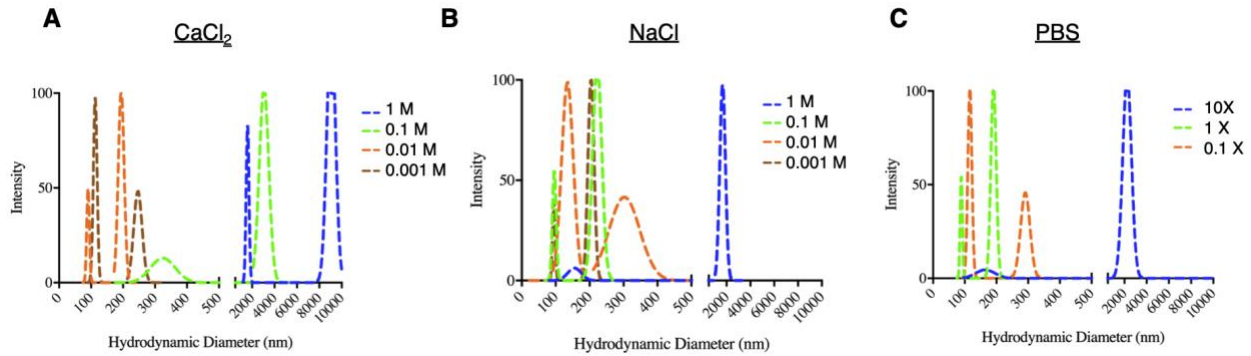 A
CaCl₂
Intensity
100
50
0
0
100
200
300
400
500
2000
4000
6000
8000
10000
Hydrodynamic Diameter (nm)
1 M
0.1 M
0.01 M
0.001 M
B
NaCl
Intensity
100
50
0
0
100
200
300
400
500
2000
4000
6000
8000
10000
Hydrodynamic Diameter (nm)
1 M
0.1 M
0.01 M
0.001 M
C
PBS
Intensity
100
50
0
0
100
200
300
400
500
2000
4000
6000
8000
10000
Hydrodynamic Diameter (nm)
10X
1 X
0.1 X